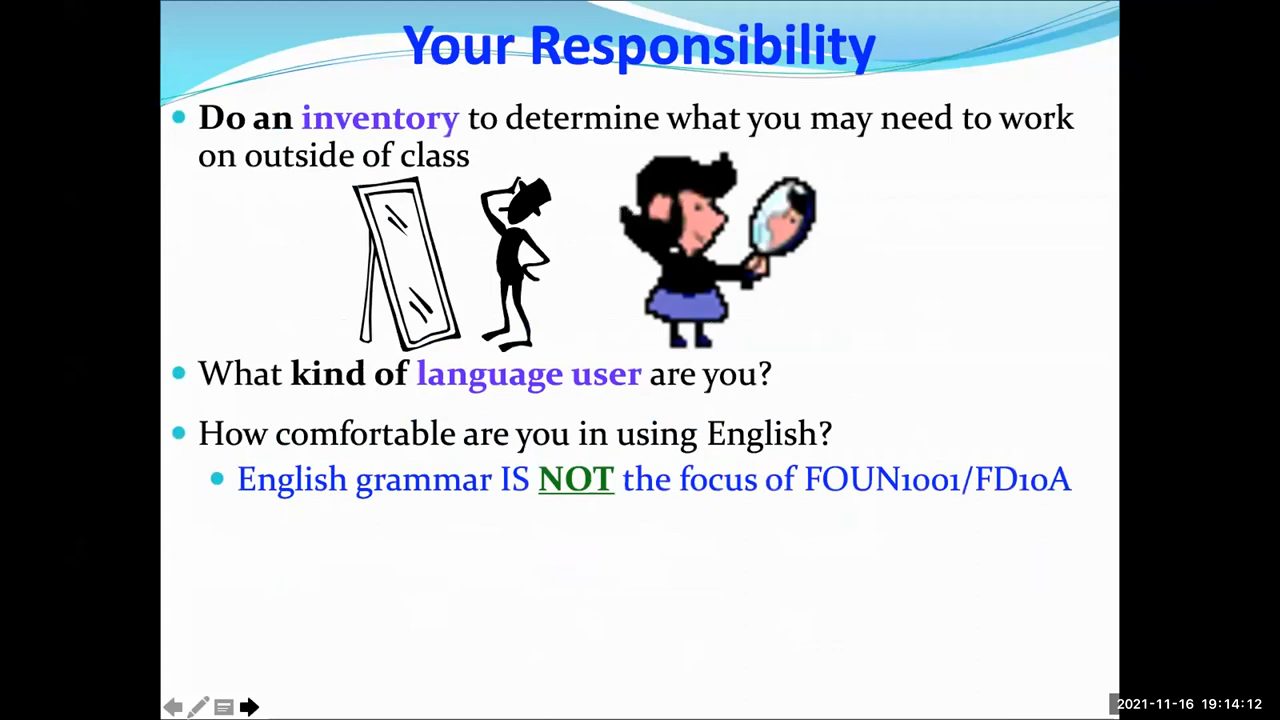 Your Responsibility
Do an inventory to determine what you may need to work
on outside of class
What kind of language user are you?
How comfortable are you in using English?
English grammar IS NOT the focus of FOUN1001/FD10A
2021-11-16 19:14:12